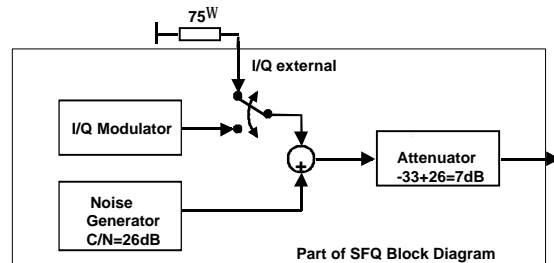 75W
I/Q external
I/Q Modulator
+
Attenuator
-33+26=7dB
Noise
Generator
C/N=26dB
Part of SFQ Block Diagram